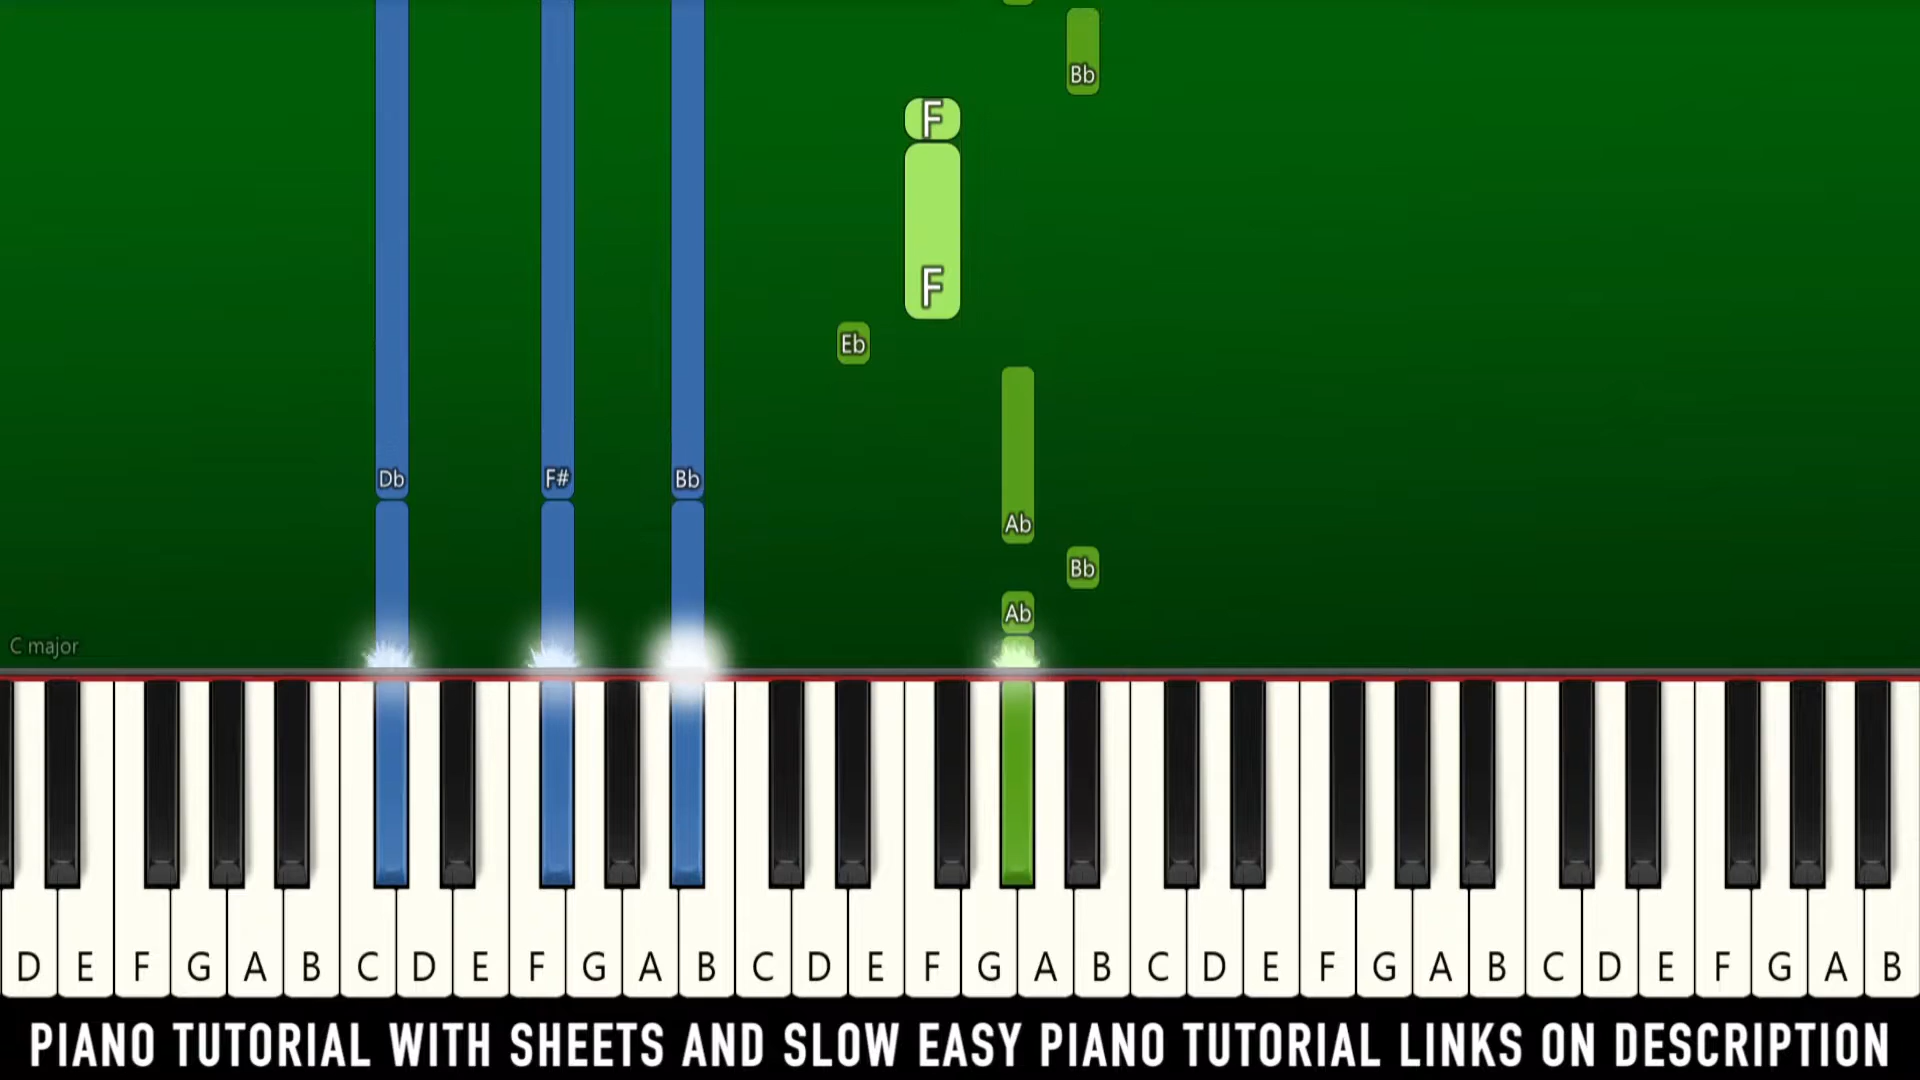 Bb
F
F
Eb
Db F# Bb
Ab
Bb
Ab
C major
D E F G A B C D E F G A B C D E F G A B C D E F G A B C D E F G A B
PIANO TUTORIAL WITH SHEETS AND SLOW EASY PIANO TUTORIAL LINKS ON DESCRIPTION